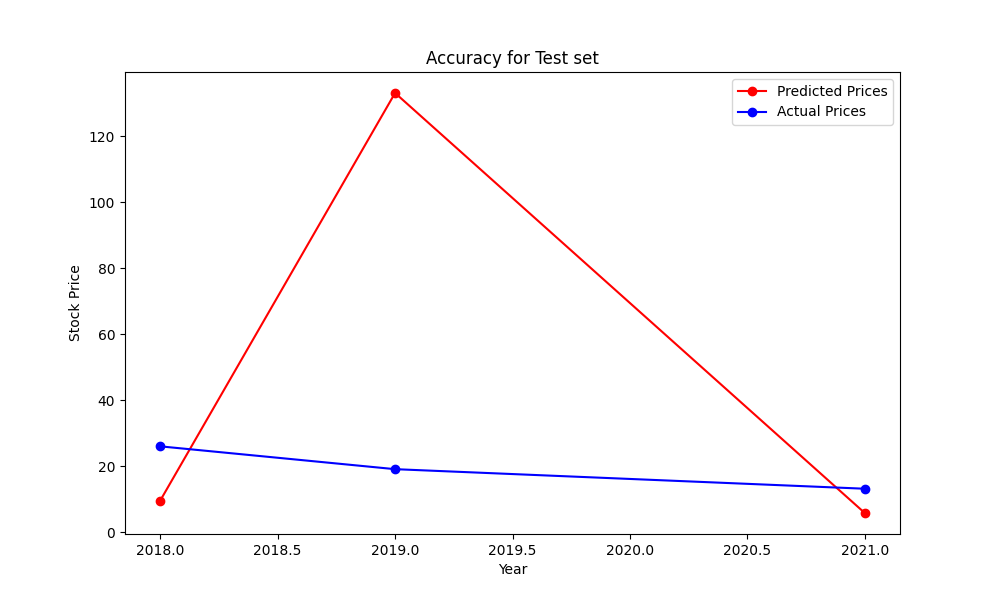 Accuracy for Test set
Predicted Prices
Actual Prices
120
100
80
60
40
20
0
Stock Price
2018.0 2018.5 2019.0 2019.5 2020.0 2020.5 2021.0
Year